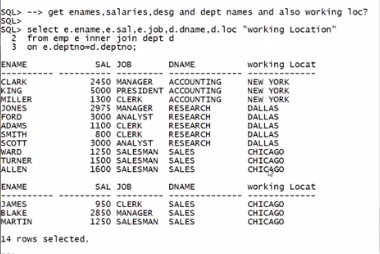 SQL> --> get enames,salaries,desg and dept names and also working loc?
SQL>
SQL> select e.ename,e.sal,e.job,d.dname,d.loc "working Location"
  2  from emp e inner join dept d
  3  on e.deptno=d.deptno;
ENAME             SAL JOB       DNAME          working Locat
---------- ---------- --------- -------------- -------------
CLARK            2450 MANAGER   ACCOUNTING     NEW YORK
KING             5000 PRESIDENT ACCOUNTING     NEW YORK
MILLER           1300 CLERK     ACCOUNTING     NEW YORK
JONES            2975 MANAGER   RESEARCH       DALLAS
FORD             3000 ANALYST   RESEARCH       DALLAS
ADAMS            1100 CLERK     RESEARCH       DALLAS
SMITH             800 CLERK     RESEARCH       DALLAS
SCOTT            3000 ANALYST   RESEARCH       DALLAS
WARD             1250 SALESMAN  SALES          CHICAGO
TURNER           1500 SALESMAN  SALES          CHICAGO
ALLEN            1600 SALESMAN  SALES          CHICAGO
ENAME             SAL JOB       DNAME          working Locat
---------- ---------- --------- -------------- -------------
JAMES             950 CLERK     SALES          CHICAGO
BLAKE            2850 MANAGER   SALES          CHICAGO
MARTIN           1250 SALESMAN  SALES          CHICAGO
14 rows selected.